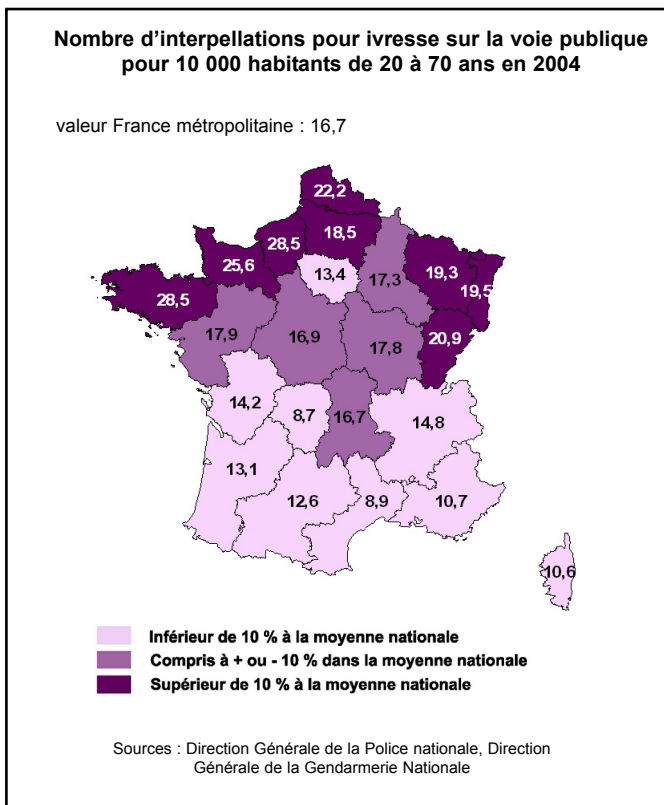 Nombre d’interpellations pour ivresse sur la voie publique
pour 10 000 habitants de 20 à 70 ans en 2004
valeur France métropolitaine : 16,7
22,2
28,5
18,5
25,6
13,4
17,3
19,3
19,5
28,5
17,9
16,9
17,8
20,9
14,2
8,7
16,7
14,8
13,1
12,6
8,9
10,7
10,6
Inférieur de 10 % à la moyenne nationale
Compris à + ou - 10 % dans la moyenne nationale
Supérieur de 10 % à la moyenne nationale
Sources : Direction Générale de la Police nationale, Direction
Générale de la Gendarmerie Nationale